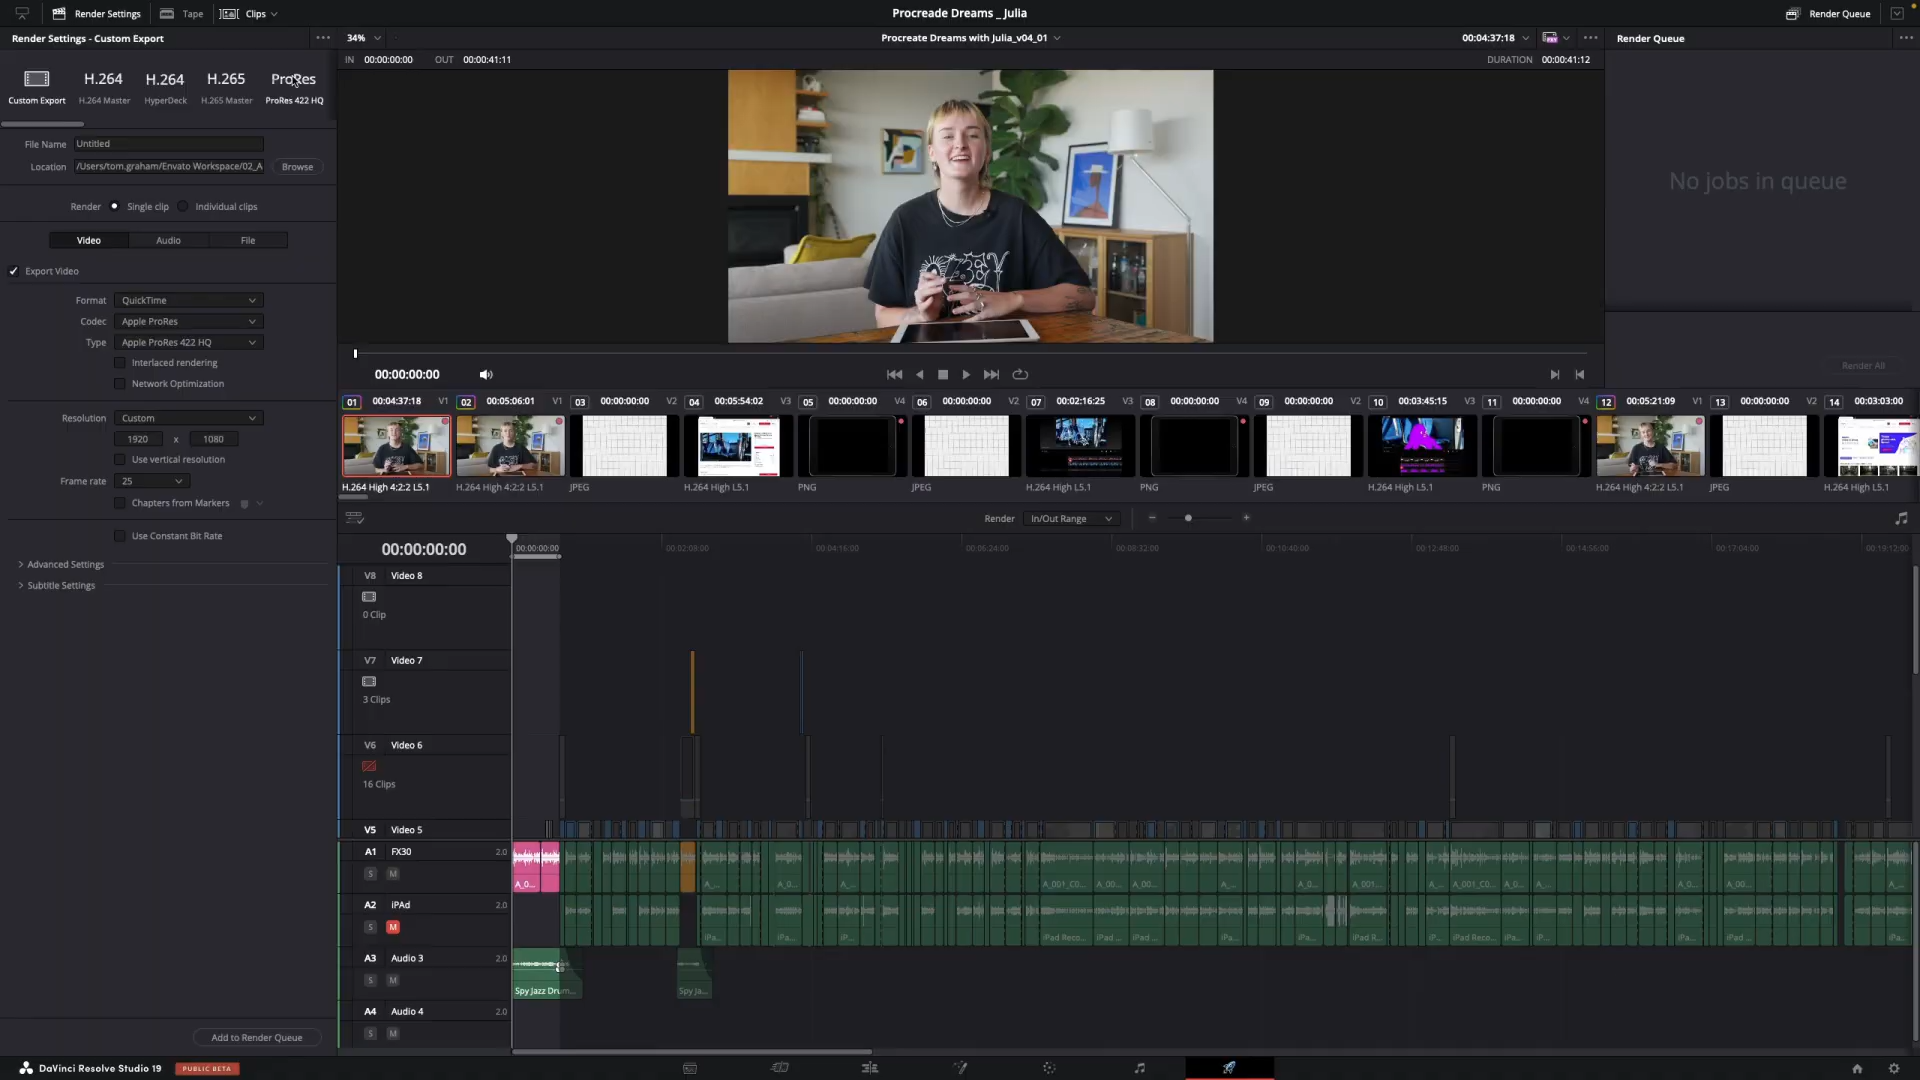 Render Settings
Tape
Clips
Procreade Dreams _ Julia
Render Queue
Render Settings - Custom Export
34%
Procreate Dreams with Julia_v04_01
00:04:37:18
Render Queue
IN 00:00:00:00 OUT 00:00:41:11
DURATION 00:00:41:12
H.264 H.264 H.265 ProRes
Custom Export H.264 Master HyperDeck H.265 Master ProRes 422 HQ
File Name Untitled
Location /Users/tom.graham/Envato Workspace/02_A Browse
Render Single clip Individual clips
Video Audio File
Export Video
Format QuickTime
Codec Apple ProRes
Type Apple ProRes 422 HQ
Interlaced rendering
Network Optimization
Resolution Custom
1920 x 1080
Use vertical resolution
Frame rate 25
Chapters from Markers
Use Constant Bit Rate
Advanced Settings
Subtitle Settings
Add to Render Queue
No jobs in queue
Render All
00:00:00:00
01 00:04:37:18 V1 02 00:05:06:01 V1 03 00:00:00:00 V2 04 00:05:54:02 V3 05 00:00:00:00 V4 06 00:00:00:00 V2 07 00:02:16:25 V3 08 00:00:00:00 V4 09 00:00:00:00 V2 10 00:03:45:15 V3 11 00:00:00:00 V4 12 00:05:21:09 V1 13 00:00:00:00 V2 14 00:03:03:00
H.264 High 4:2:2 L5.1 H.264 High 4:2:2 L5.1 JPEG H.264 High L5.1 PNG JPEG H.264 High L5.1 PNG JPEG H.264 High L5.1 PNG H.264 High 4:2:2 L5.1 JPEG H.264 High L5.1
Render In/Out Range
00:00:00:00
00:00:00:00 00:02:08:00 00:04:16:00 00:06:24:00 00:08:32:00 00:10:40:00 00:12:48:00 00:14:56:00 00:17:04:00 00:19:12:00
V8 Video 8
0 Clip
V7 Video 7
3 Clips
V6 Video 6
16 Clips
V5 Video 5
A1 FX30 2.0
S M
A_0... A_... A_0... A_... A_001_C0... A_00... A_00... A_... A_0... A_001... A_... A_001_C0... A_0... A_... A_0... A_00... A_...
A2 iPAd 2.0
S M
iPa... iPa... iP... iPad Reco... iPad ... iPad ... iPa... iPa... iPad R... iP... iPad Reco... iPa... iP... iPa... iPad ... iPa...
A3 Audio 3 2.0
S M
Spy Jazz Drum... Spy Ja...
A4 Audio 4 2.0
S M
DaVinci Resolve Studio 19 PUBLIC BETA